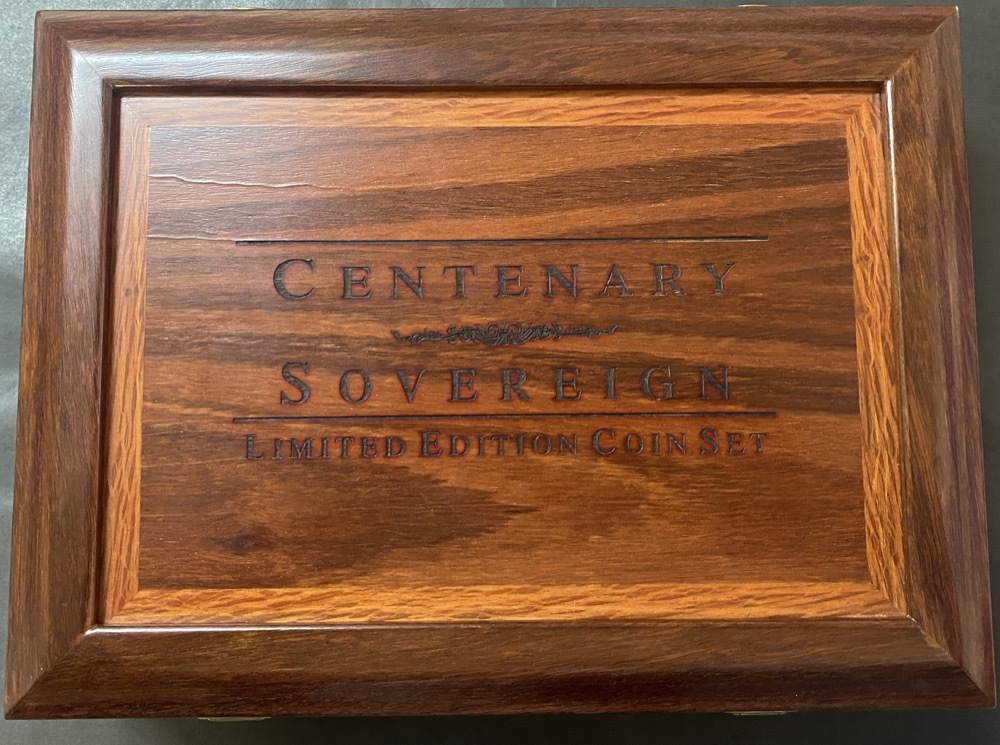 CENTENARY
SOVEREIGN
LIMITED EDITION COIN SET